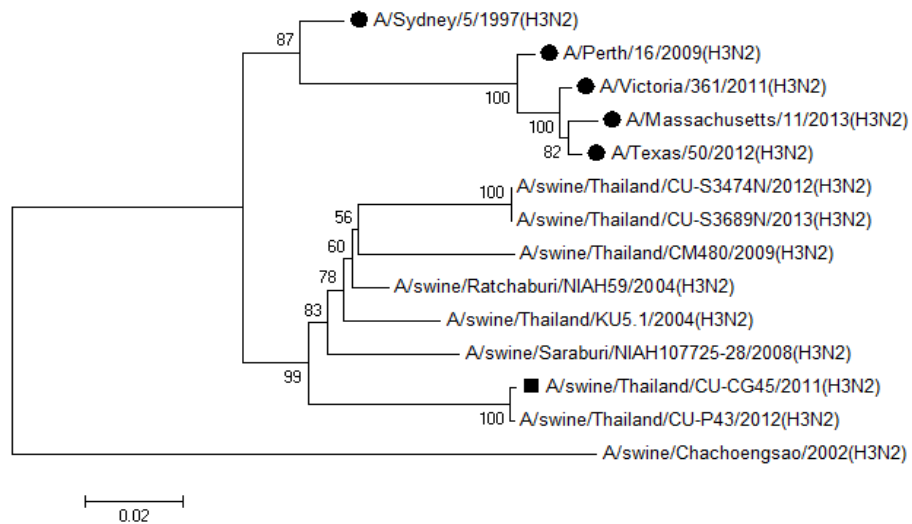 A/Sydney/5/1997(H3N2)
87
A/Perth/16/2009(H3N2)
A/Victoria/361/2011(H3N2)
100
A/Massachusetts/11/2013(H3N2)
100
A/Texas/50/2012(H3N2)
82
A/swine/Thailand/CU-S3474N/2012(H3N2)
100
A/swine/Thailand/CU-S3689N/2013(H3N2)
56
A/swine/Thailand/CM480/2009(H3N2)
60
A/swine/Ratchaburi/NIAH59/2004(H3N2)
78
A/swine/Thailand/KU5.1/2004(H3N2)
83
A/swine/Saraburi/NIAH107725-28/2008(H3N2)
99
A/swine/Thailand/CU-CG45/2011(H3N2)
A/swine/Thailand/CU-P43/2012(H3N2)
100
A/swine/Chachoengsao/2002(H3N2)
0.02